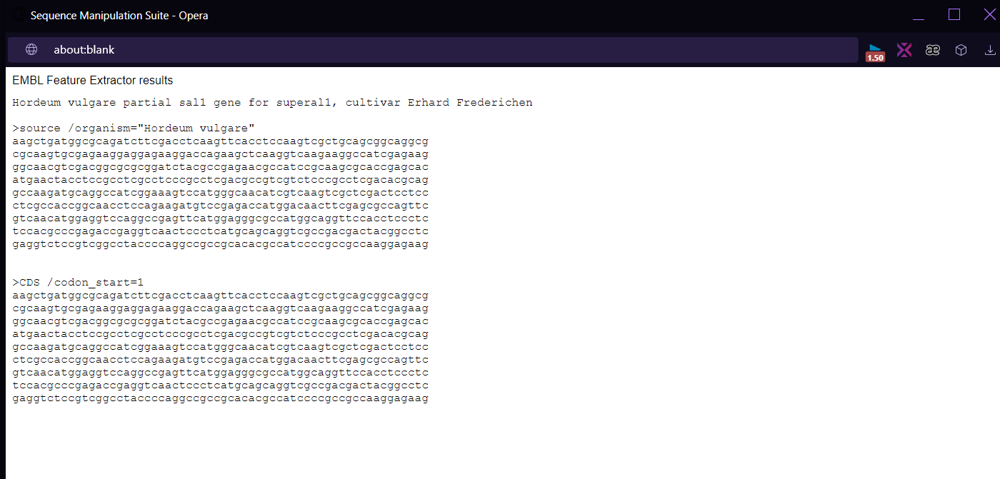 Sequence Manipulation Suite - Opera
about:blank
1.50
EMBL Feature Extractor results
Hordeum vulgare partial sal1 gene for superal1, cultivar Erhard Frederichen
>source /organism="Hordeum vulgare"
aagctgatggcgcagatcttcgacctcaagttcacctccaagtcgctgcagcggcaggcg
cgcaagtgcgagaaggaggagaaggaccagaagctcaaggtcaagaaggccatcgagaag
ggcaacgtcgacggcgcgcggatctacgccgagaacgccatccgcaagcgcaccgagcac
atgaactacctccgcctcgcctcccgcctcgacgccgtcgtctcccgcctcgacacgcag
gccaagatgcaggccatcggaaagtccatgggcaacatcgtcaagtcgctcgactcctcc
ctcgccaccggcaacctccagaagatgtccgagaccatggacaacttcgagcgccagttc
gtcaacatggaggtccaggccgagttcatggagggcgccatggcaggttccacctccctc
tccacgcccgagaccgaggtcaactccctcatgcagcaggtcgccgacgactacggcctc
gaggtctccgtcggcctaccccaggccgccgcacacgccatccccgccgccaaggagaag
>CDS /codon_start=1
aagctgatggcgcagatcttcgacctcaagttcacctccaagtcgctgcagcggcaggcg
cgcaagtgcgagaaggaggagaaggaccagaagctcaaggtcaagaaggccatcgagaag
ggcaacgtcgacggcgcgcggatctacgccgagaacgccatccgcaagcgcaccgagcac
atgaactacctccgcctcgcctcccgcctcgacgccgtcgtctcccgcctcgacacgcag
gccaagatgcaggccatcggaaagtccatgggcaacatcgtcaagtcgctcgactcctcc
ctcgccaccggcaacctccagaagatgtccgagaccatggacaacttcgagcgccagttc
gtcaacatggaggtccaggccgagttcatggagggcgccatggcaggttccacctccctc
tccacgcccgagaccgaggtcaactccctcatgcagcaggtcgccgacgactacggcctc
gaggtctccgtcggcctaccccaggccgccgcacacgccatccccgccgccaaggagaag